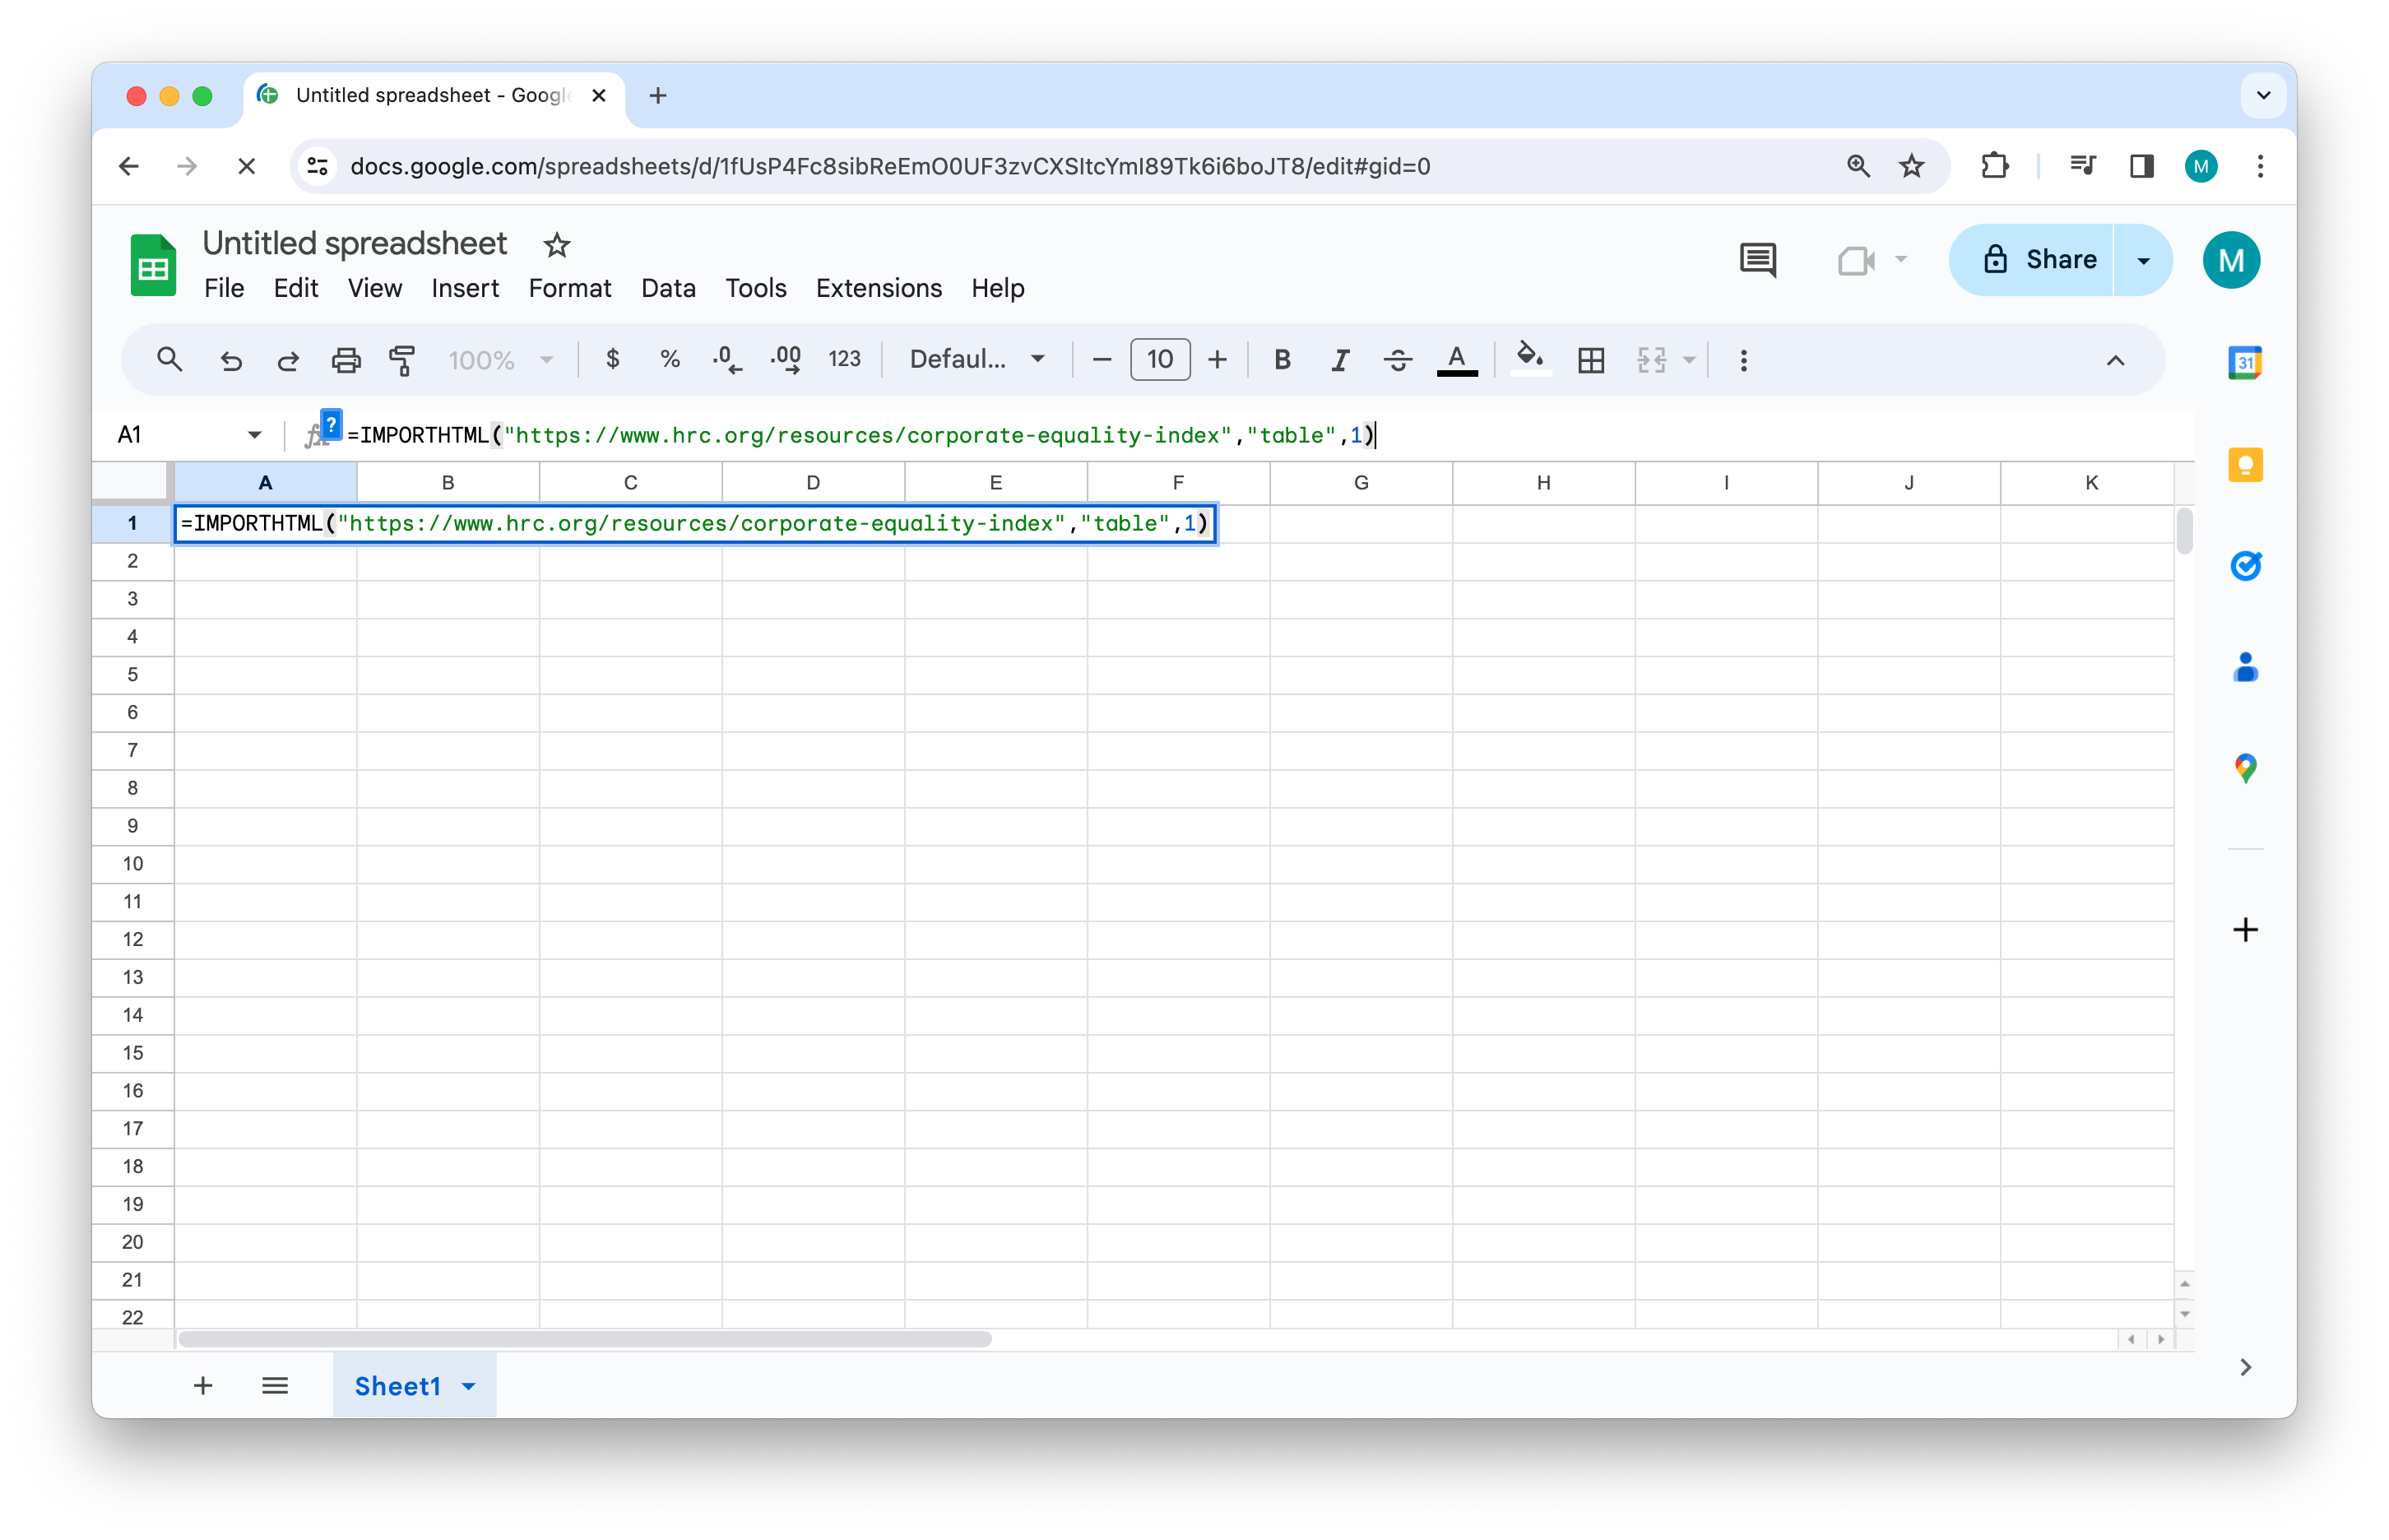 Untitled spreadsheet - Googl
docs.google.com/spreadsheets/d/1fUsP4Fc8sibReEmO0UF3zvCXSItcYmI89Tk6i6boJT8/edit#gid=0
M
Untitled spreadsheet
File Edit View Insert Format Data Tools Extensions Help
Share
M
100% $ % .0 .00 123 Defaul... 10 B I S A
31
A1 fx ? =IMPORTHTML("https://www.hrc.org/resources/corporate-equality-index","table",1)
A B C D E F G H I J K
1 =IMPORTHTML("https://www.hrc.org/resources/corporate-equality-index","table",1)
2
3
4
5
6
7
8
9
10
11
12
13
14
15
16
17
18
19
20
21
22
Sheet1